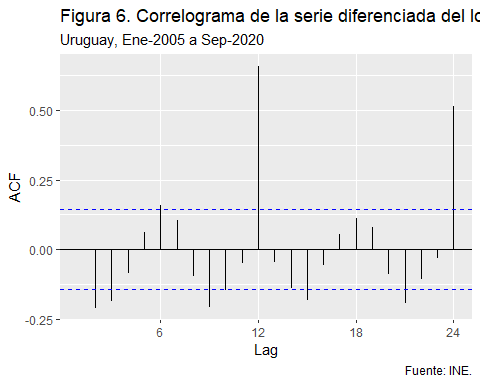 Figura 6. Correlograma de la serie diferenciada del
Uruguay, Ene-2005 a Sep-2020
ACF
0.50
0.25
0.00
-0.25
6 12 18 24
Lag
Fuente: INE.